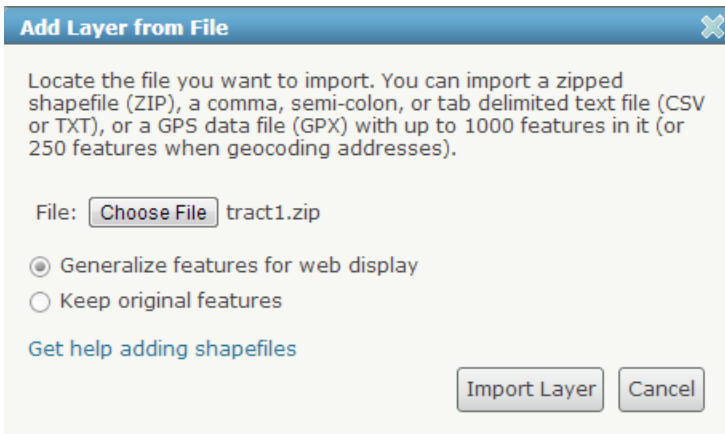 Add Layer from File
Locate the file you want to import. You can import a zipped
shapefile (ZIP), a comma, semi-colon, or tab delimited text file (CSV
or TXT), or a GPS data file (GPX) with up to 1000 features in it (or
250 features when geocoding addresses).
File: Choose File tract1.zip
Generalize features for web display
Keep original features
Get help adding shapefiles
Import Layer Cancel